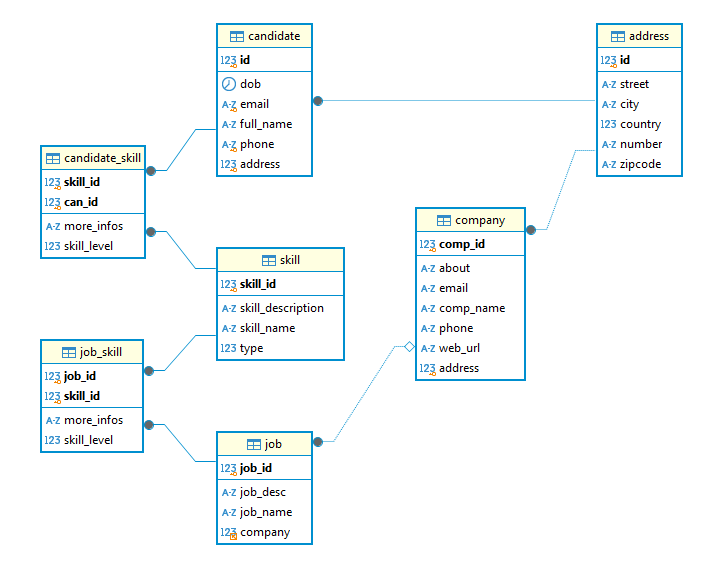 candidate
123 id
dob
A-Z email
A-Z full_name
A-Z phone
123 address
address
123 id
A-Z street
A-Z city
123 country
A-Z number
A-Z zipcode
candidate_skill
123 skill_id
123 can_id
A-Z more_infos
123 skill_level
company
123 comp_id
A-Z about
A-Z email
A-Z comp_name
A-Z phone
A-Z web_url
123 address
skill
123 skill_id
A-Z skill_description
A-Z skill_name
123 type
job_skill
123 job_id
123 skill_id
A-Z more_infos
123 skill_level
job
123 job_id
A-Z job_desc
A-Z job_name
123 company